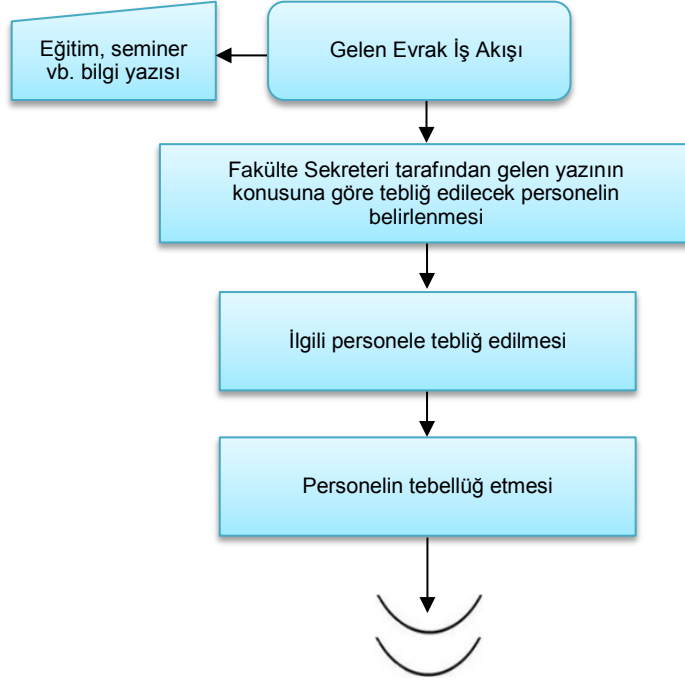 Eğitim, seminer
vb. bilgi yazısı
Gelen Evrak İş Akışı
Fakülte Sekreteri tarafından gelen yazının
konusuna göre tebliğ edilecek personelin
belirlenmesi
İlgili personele tebliğ edilmesi
Personelin tebellüğ etmesi